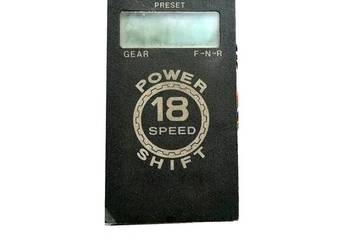 PRESET
GEAR F-N-R
POWER
18
SPEED
SHIFT